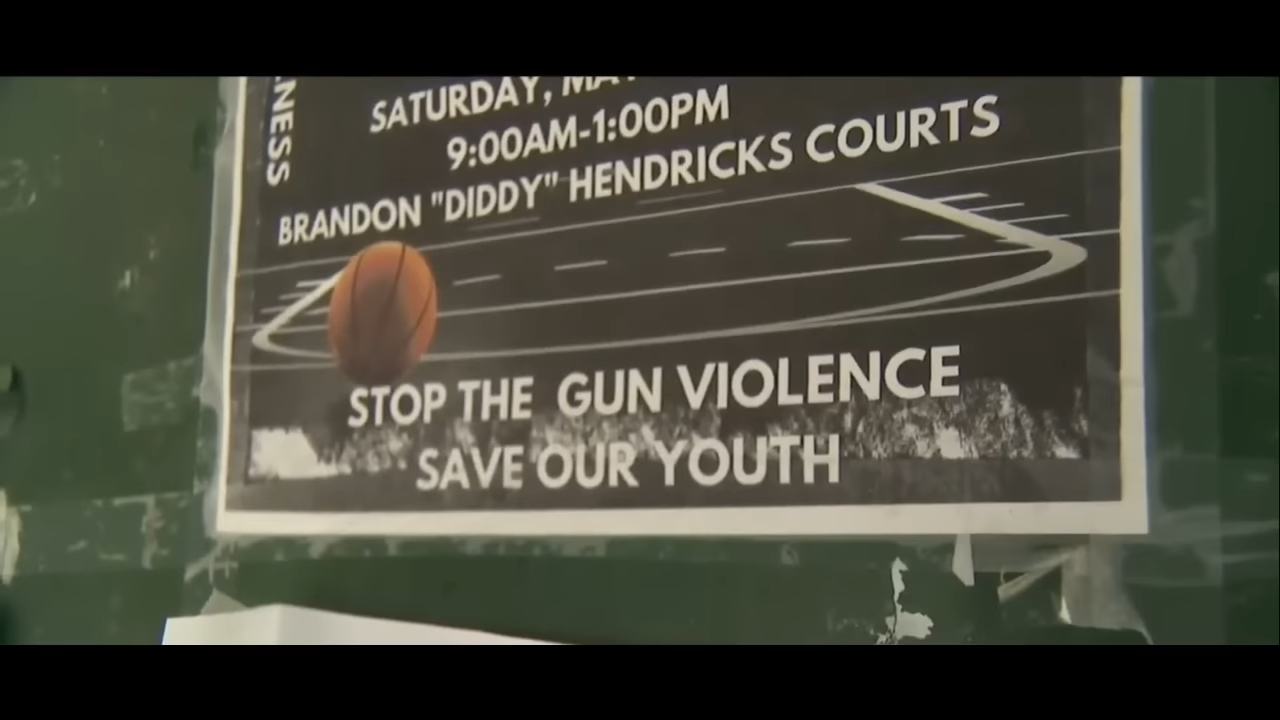 SATURDAY,
9:00AM-1:00PM
BRANDON "DIDDY" HENDRICKS COURTS
STOP THE GUN VIOLENCE
SAVE OUR YOUTH